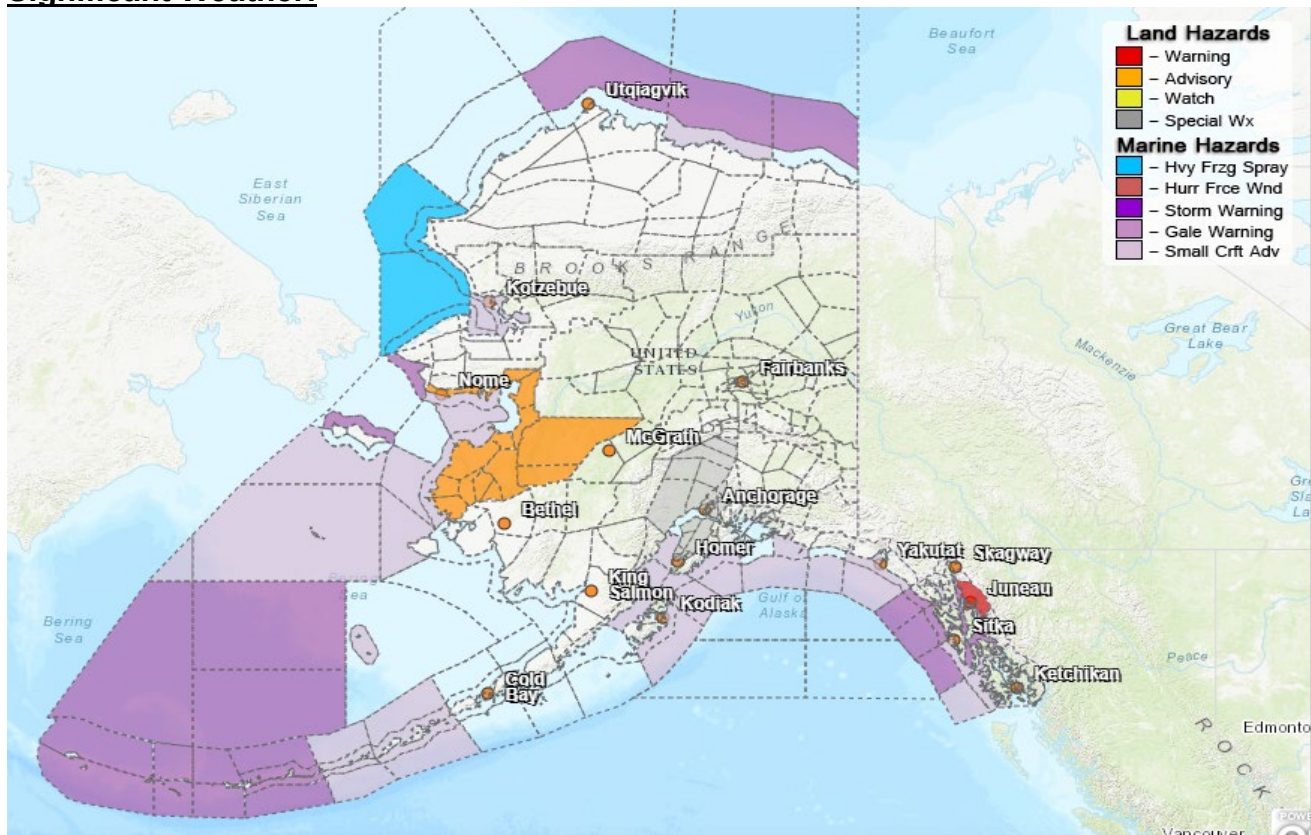 Significant Weather:
Land Hazards
– Warning
– Advisory
– Watch
– Special Wx
Marine Hazards
– Hvy Frzg Spray
– Hurr Frce Wnd
– Storm Warning
– Gale Warning
– Small Crft Adv
Beaufort
Sea
Utqiagvik
East
Siberian
Sea
BROOKS RANGE
Kotzebue
Yukon
Great Bear
Lake
Mackenzie
UNITED
STATES
Fairbanks
Nome
McGrath
Anchorage
Bethel
Homer
Yakutat
Skagway
King
Salmon
Kodiak
Juneau
Gulf of
Alaska
Sea
Bering
Sea
Sitka
Peace
Ketchikan
Cold
Bay
Edmonto
ROCK
Vancouver